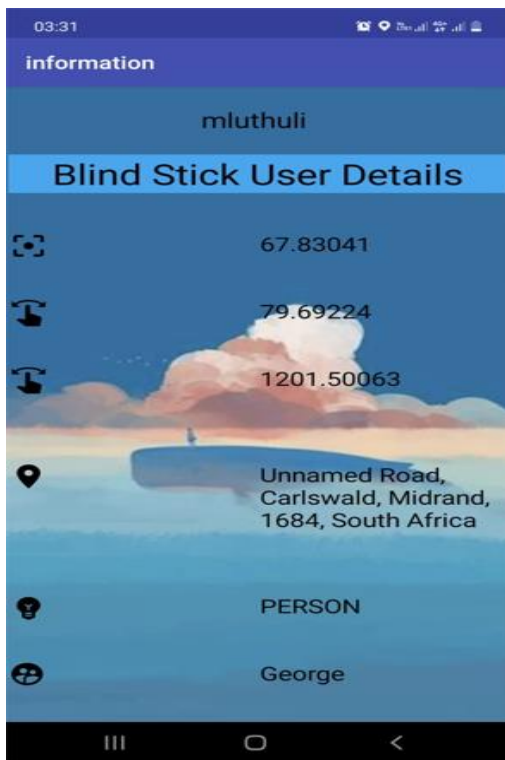 03:31
information
mluthuli
Blind Stick User Details
67.83041
79.69224
1201.50063
Unnamed Road,
Carlswald, Midrand,
1684, South Africa
PERSON
George